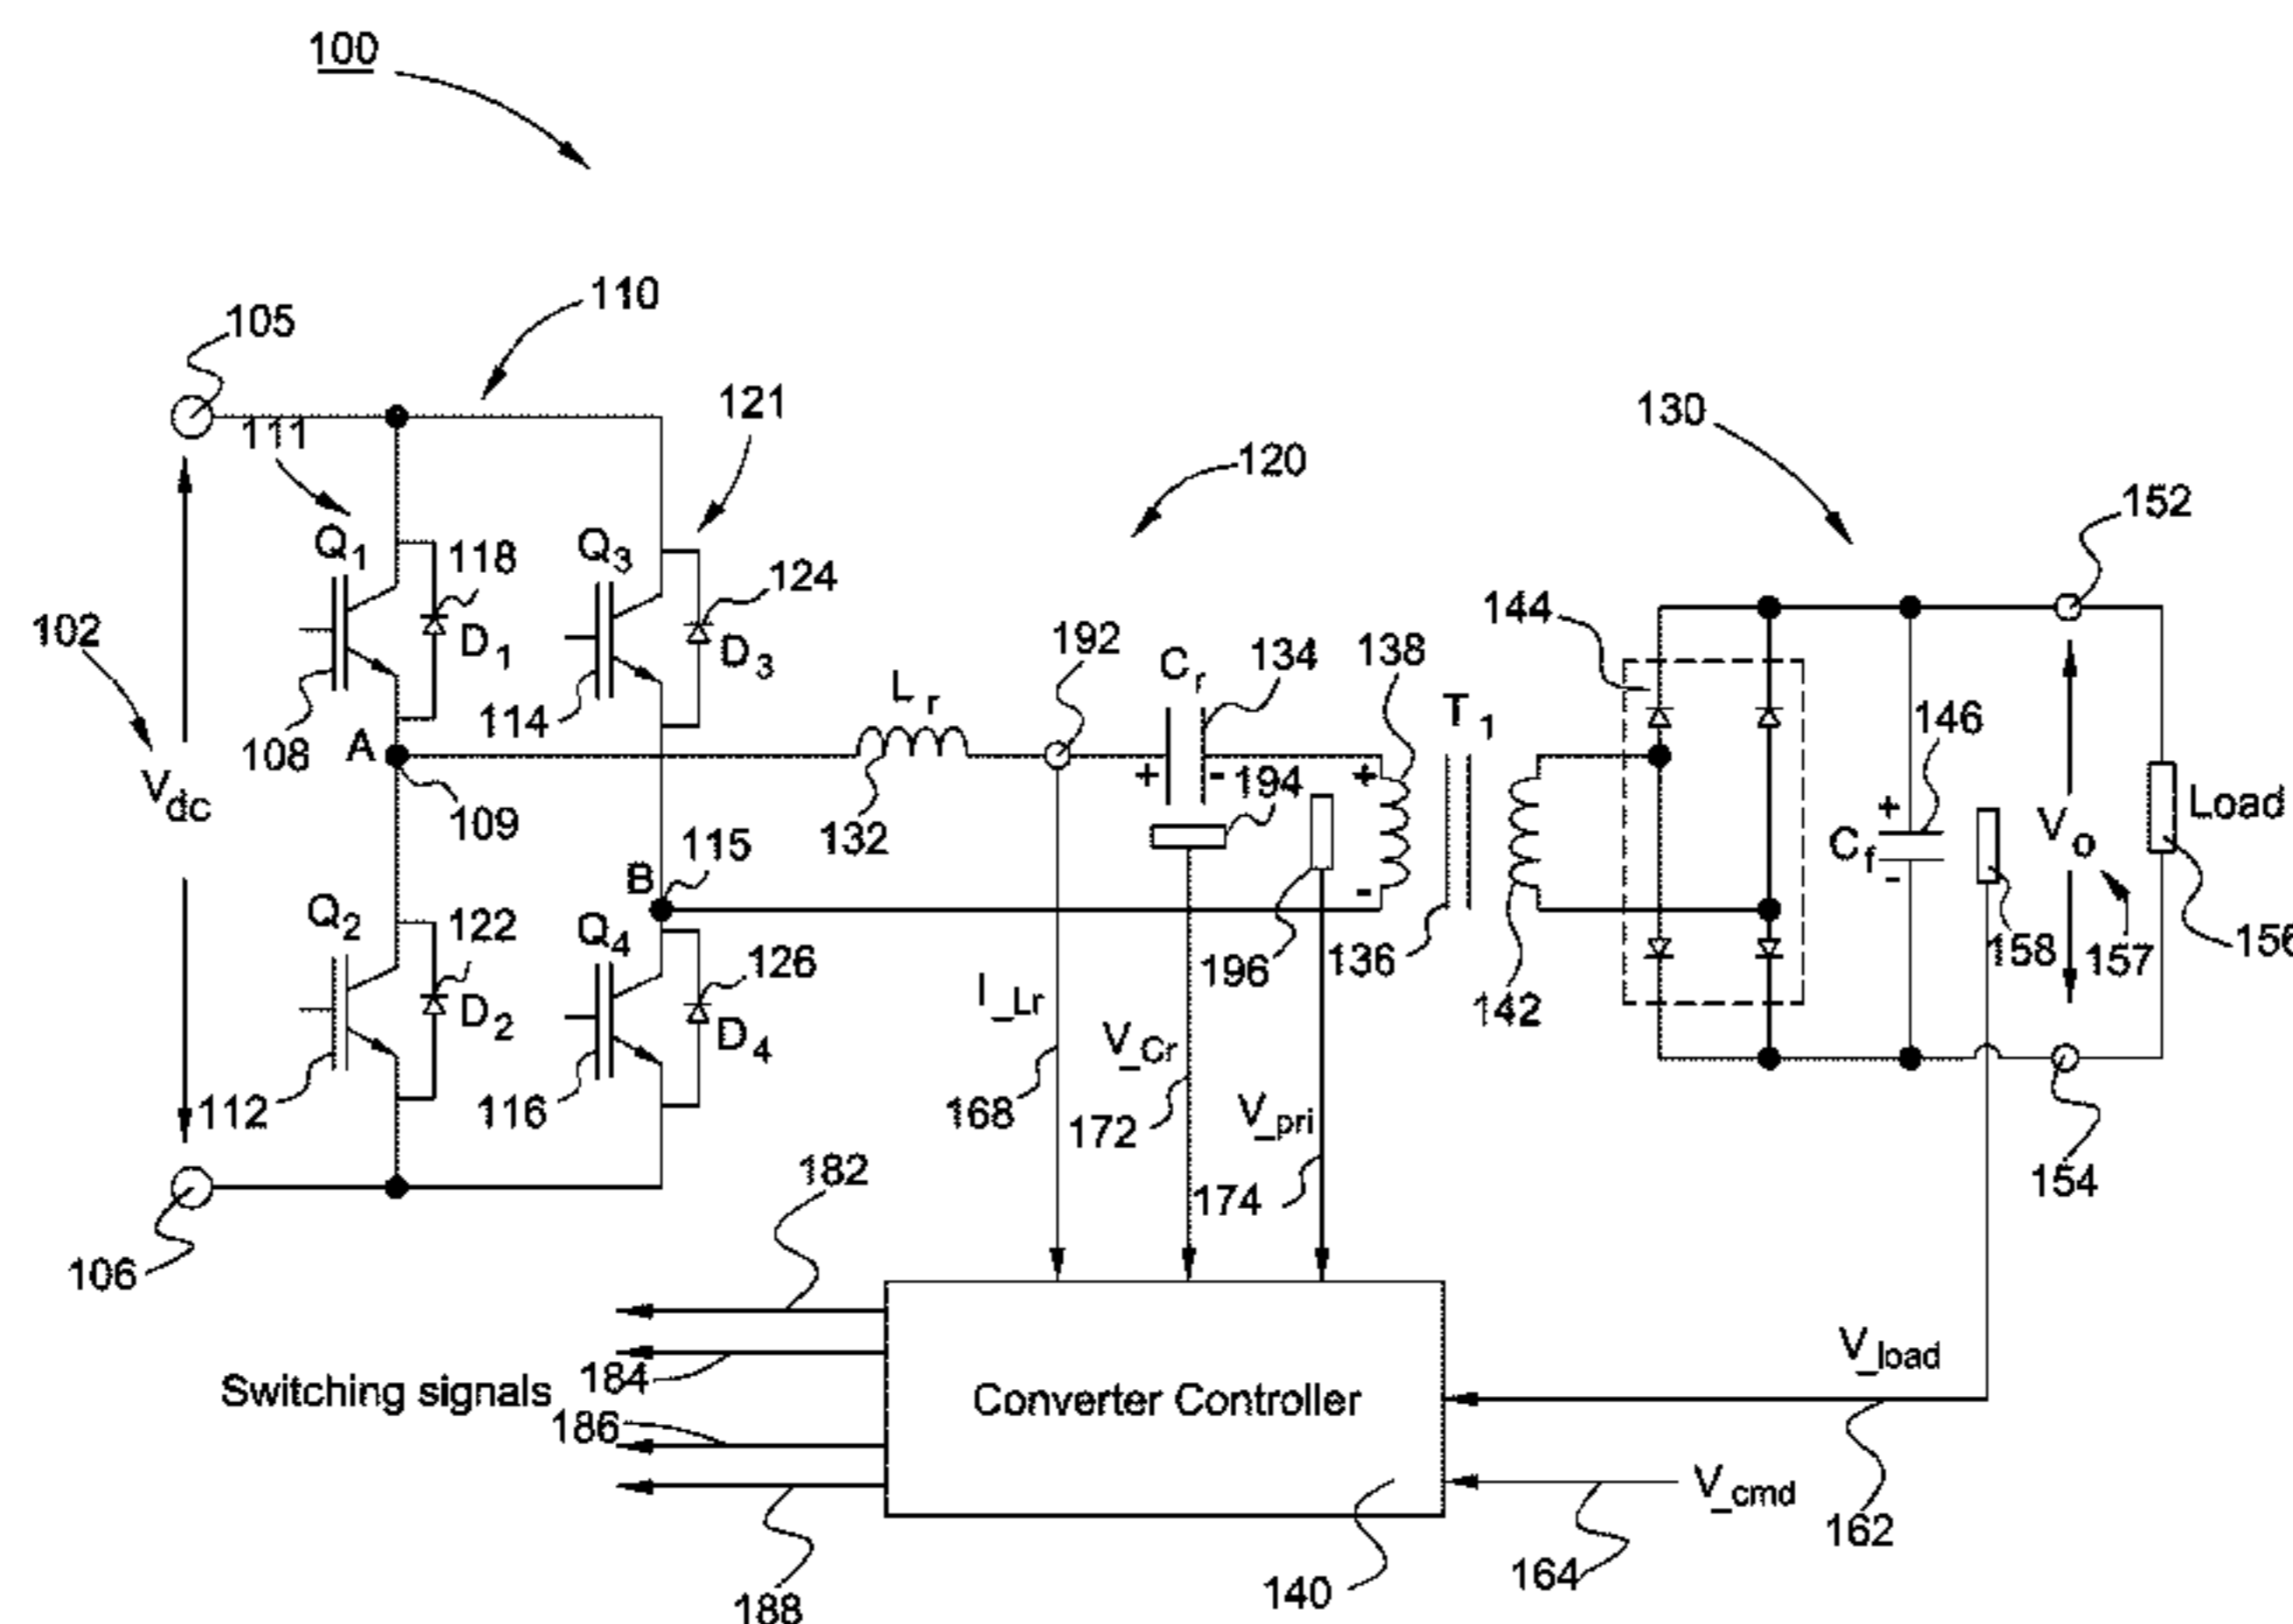 100
110
105
111
121
120
130
152
Q1
118
D1
Q3
124
D3
102
Vdc
108
A
109
114
Lr
132
192
Cr
134
+
-
194
138
+
-
T1
144
146
+
Cf
-
Vo
Load
B
115
196
136
142
158
157
156
Q2
122
D2
112
Q4
126
D4
116
I_Lr
168
V_Cr
172
V_pri
174
154
106
182
184
Switching signals
186
188
Converter Controller
140
V_load
162
V_cmd
164